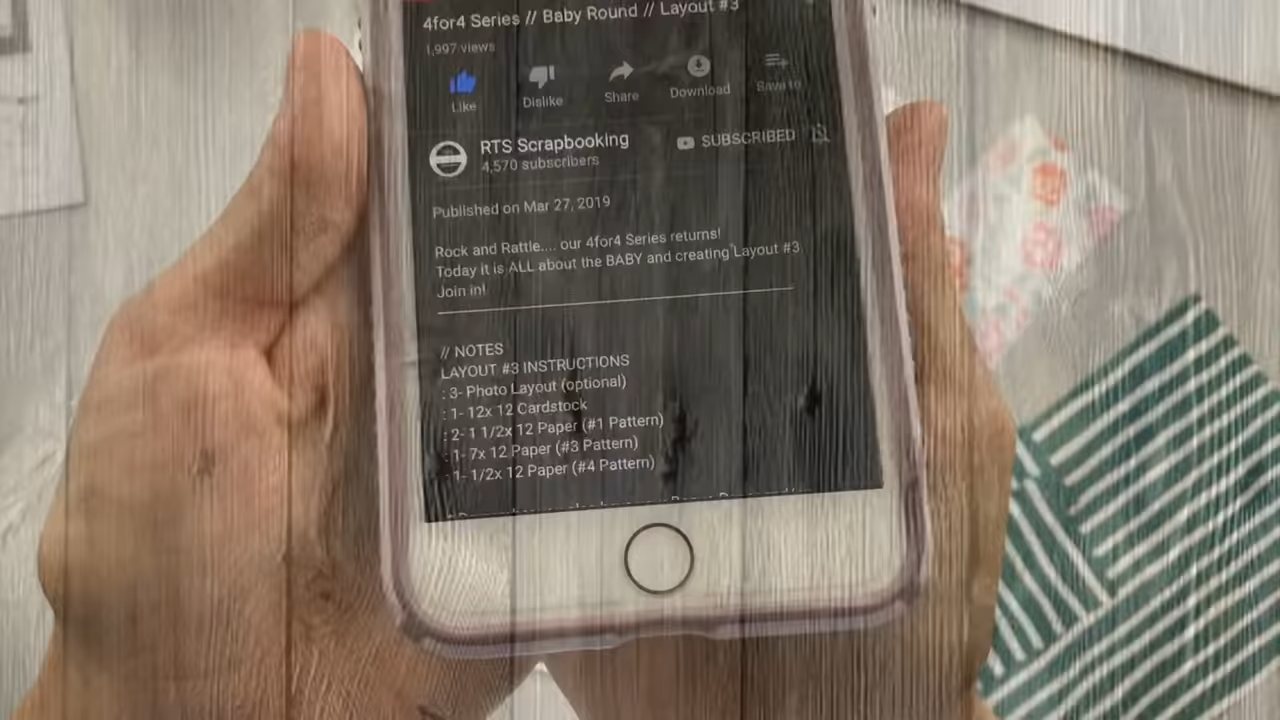 4for4 Series // Baby Round // Layout #3
1,997 views
Like
Dislike
Share
Download
Save to
RTS Scrapbooking
4,570 subscribers
SUBSCRIBED
Published on Mar 27, 2019
Rock and Rattle.... our 4for4 Series returns!
Today it is ALL about the BABY and creating Layout #3
Join in!
// NOTES
LAYOUT #3 INSTRUCTIONS
: 3- Photo Layout (optional)
: 1- 12x 12 Cardstock
: 2- 1 1/2x 12 Paper (#1 Pattern)
: 1- 7x 12 Paper (#3 Pattern)
: 1- 1/2x 12 Paper (#4 Pattern)